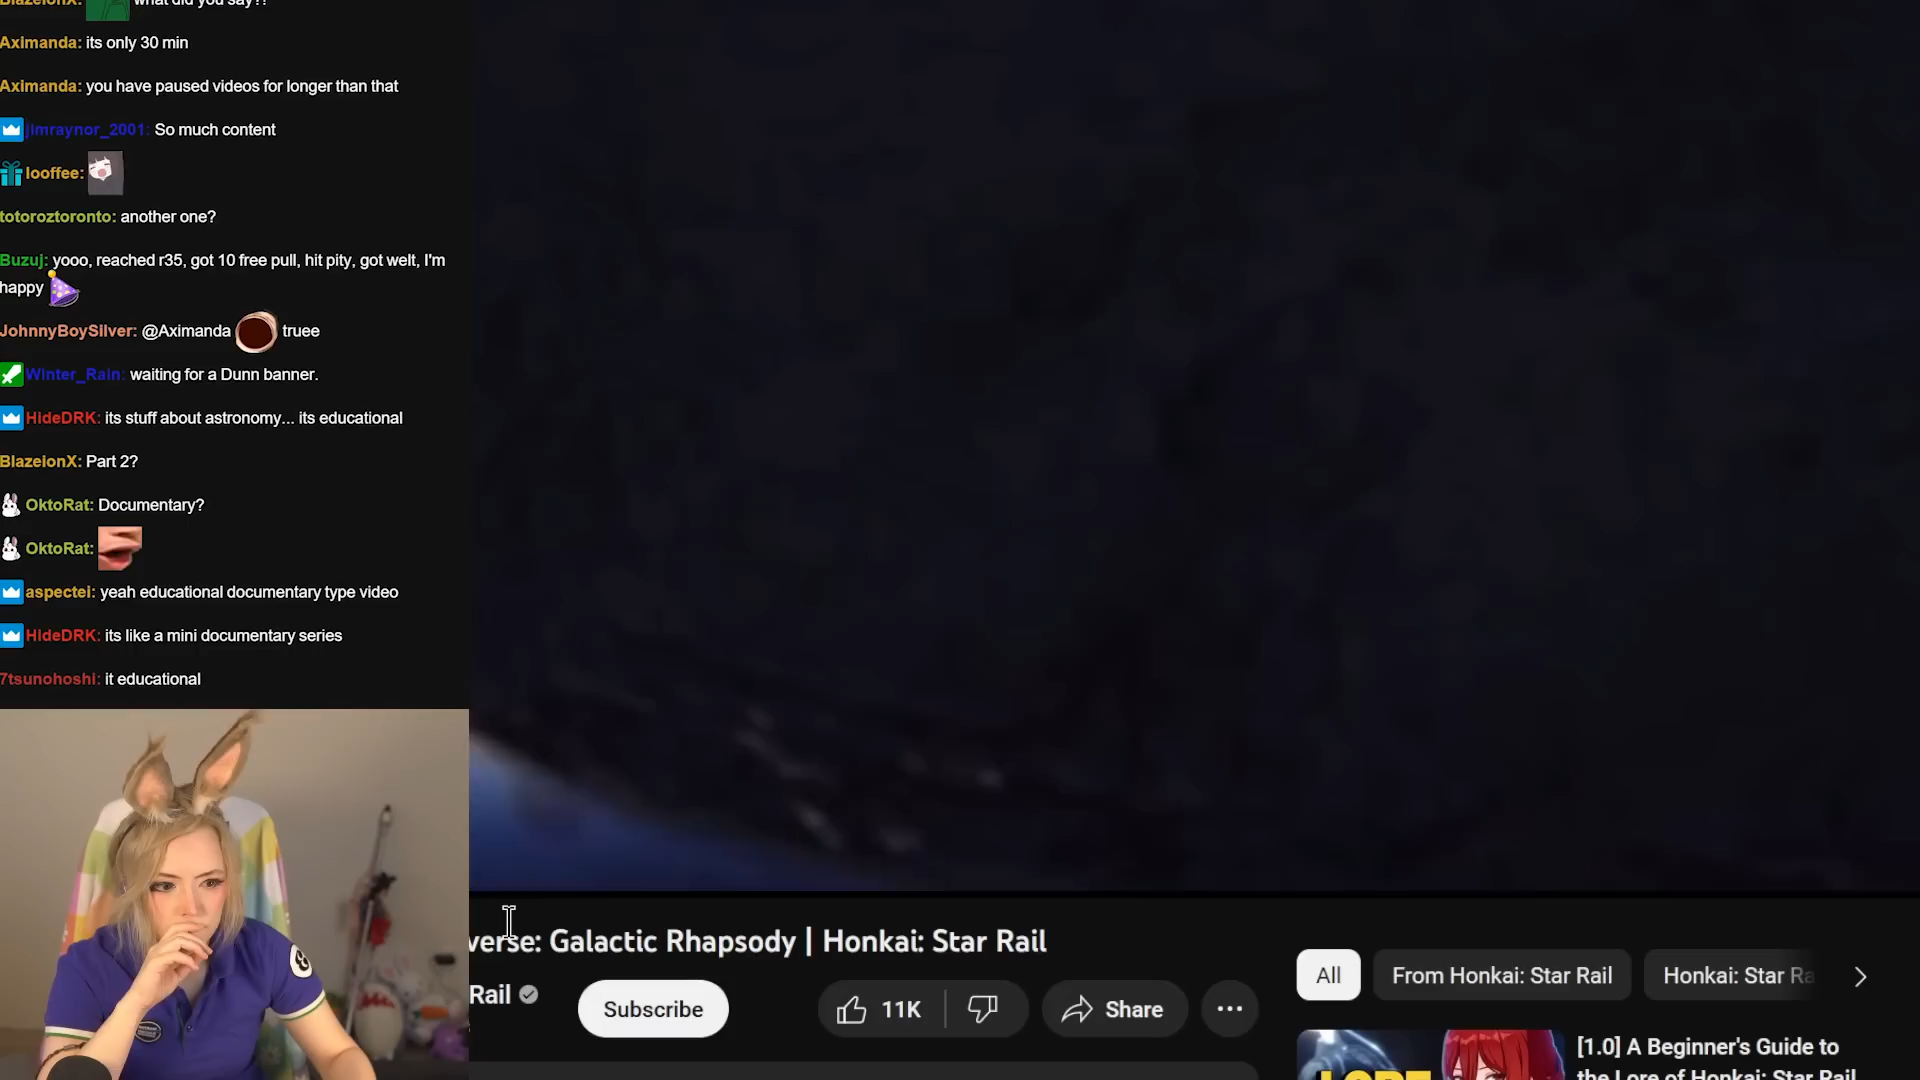 BlazeionX: what did you say??
Aximanda: its only 30 min
Aximanda: you have paused videos for longer than that
jimraynor_2001: So much content
looffee:
totoroztoronto: another one?
Buzuj: yooo, reached r35, got 10 free pull, hit pity, got welt, I'm
happy
JohnnyBoySilver: @Aximanda truee
Winter_Rain: waiting for a Dunn banner.
HideDRK: its stuff about astronomy... its educational
BlazeionX: Part 2?
OktoRat: Documentary?
OktoRat:
aspectei: yeah educational documentary type video
HideDRK: its like a mini documentary series
7tsunohoshi: it educational
verse: Galactic Rhapsody | Honkai: Star Rail
Rail
Subscribe
11K
Share
All
From Honkai: Star Rail
Honkai: Star Ra
[1.0] A Beginner's Guide to
the Lore of Honkai: Star Rail
LORE
8